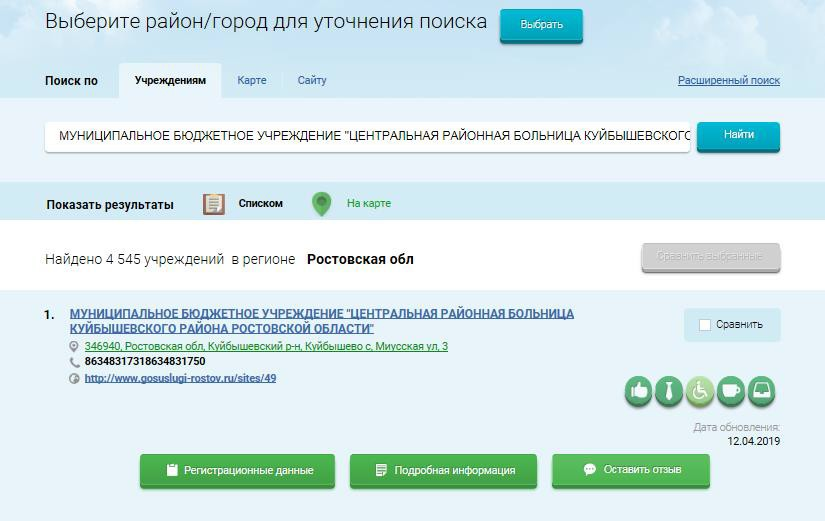 Выберите район/город для уточнения поиска
Выбрать
Поиск по Учреждениям Карте Сайту Расширенный поиск
МУНИЦИПАЛЬНОЕ БЮДЖЕТНОЕ УЧРЕЖДЕНИЕ "ЦЕНТРАЛЬНАЯ РАЙОННАЯ БОЛЬНИЦА КУЙБЫШЕВСКОГО
Найти
Показать результаты Списком На карте
Найдено 4 545 учреждений в регионе Ростовская обл
Сравнить выбранные
1. МУНИЦИПАЛЬНОЕ БЮДЖЕТНОЕ УЧРЕЖДЕНИЕ "ЦЕНТРАЛЬНАЯ РАЙОННАЯ БОЛЬНИЦА
КУЙБЫШЕВСКОГО РАЙОНА РОСТОВСКОЙ ОБЛАСТИ"
Сравнить
346940, Ростовская обл, Куйбышевский р-н, Куйбышево с, Миусская ул, 3
86348317318634831750
http://www.gosuslugi-rostov.ru/sites/49
Дата обновления:
12.04.2019
Регистрационные данные
Подробная информация
Оставить отзыв